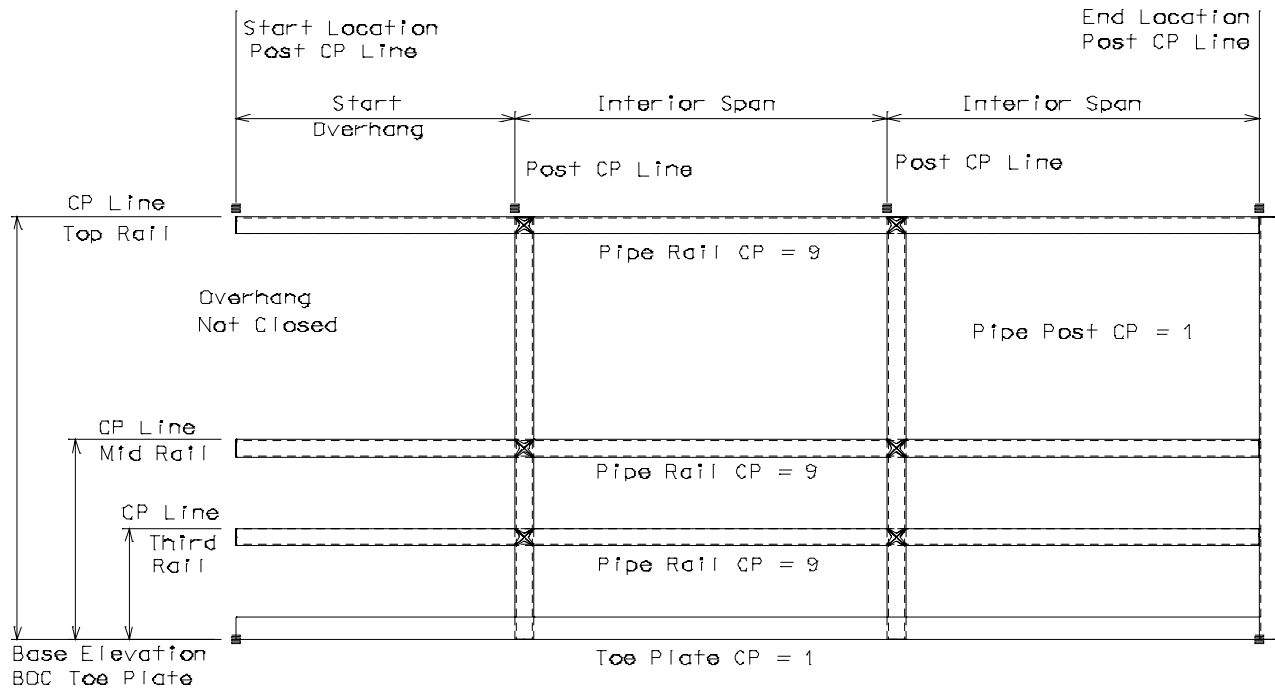 Start Location
Post CP Line
End Location
Post CP Line
Start
Overhang
Interior Span
Interior Span
Post CP Line
Post CP Line
CP Line
Top Rail
Pipe Rail CP = 9
Overhang
Not Closed
Pipe Post CP = 1
CP Line
Mid Rail
Pipe Rail CP = 9
CP Line
Third
Rail
Pipe Rail CP = 9
Base Elevation
BOC Toe Plate
Toe Plate CP = 1